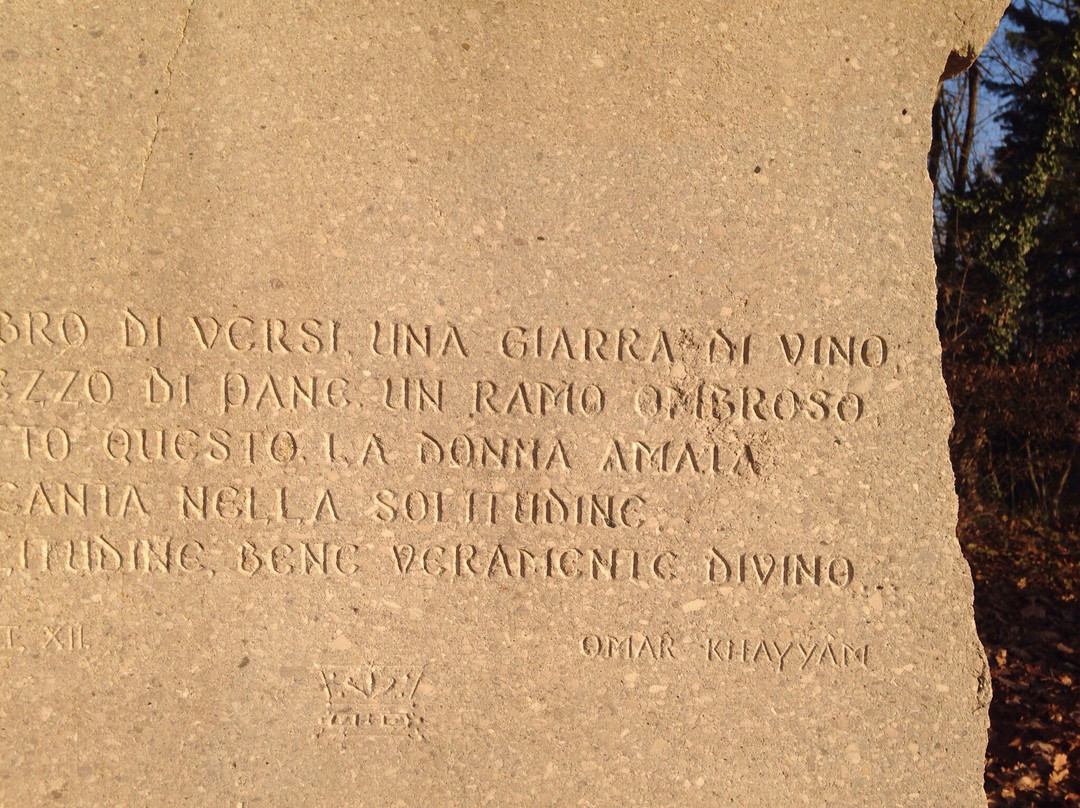 BRO DI VERSI, UNA GIARRA DI VINO,
EZZO DI PANE, UN RAMO OMBROSO
TO QUESTO, LA DONNA AMATA
CANTA NELLA SOLITUDINE,
LITUDINE, BENE VERAMENTE DIVINO...
T. XII.
OMAR KHAYYAM